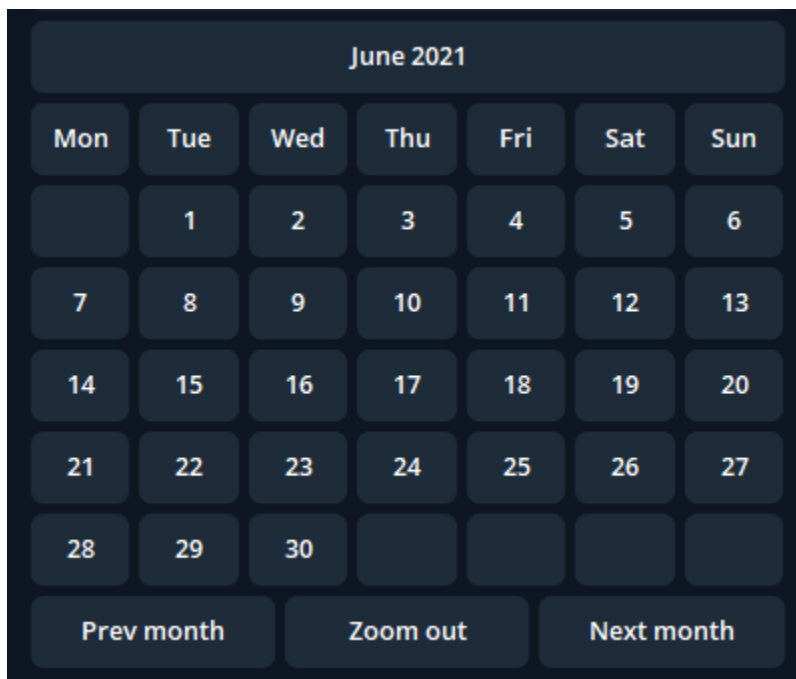 June 2021
Mon Tue Wed Thu Fri Sat Sun
1 2 3 4 5 6
7 8 9 10 11 12 13
14 15 16 17 18 19 20
21 22 23 24 25 26 27
28 29 30
Prev month Zoom out Next month